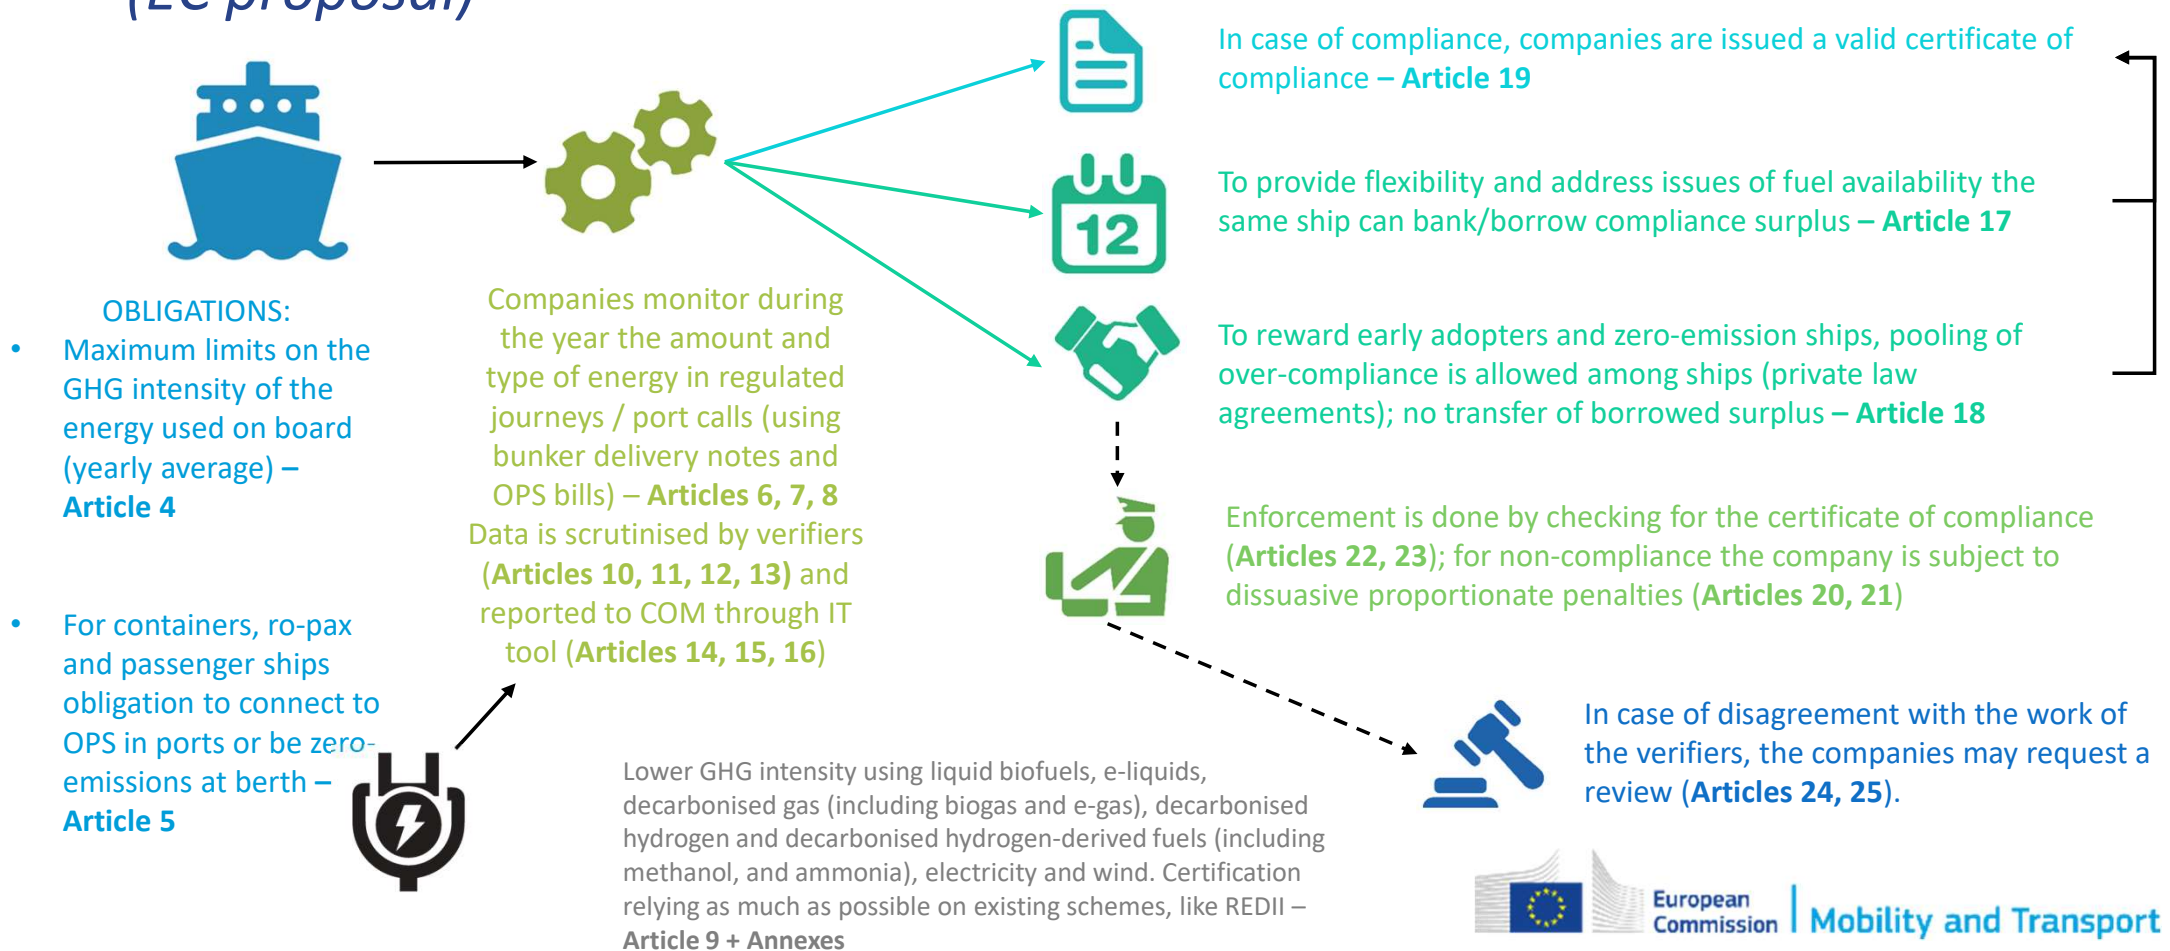 (EC proposal)
OBLIGATIONS:
• Maximum limits on the
GHG intensity of the
energy used on board
(yearly average) –
Article 4
• For containers, ro-pax
and passenger ships
obligation to connect to
OPS in ports or be zero-
emissions at berth –
Article 5
Companies monitor during
the year the amount and
type of energy in regulated
journeys / port calls (using
bunker delivery notes and
OPS bills) – Articles 6, 7, 8
Data is scrutinised by verifiers
(Articles 10, 11, 12, 13) and
reported to COM through IT
tool (Articles 14, 15, 16)
Lower GHG intensity using liquid biofuels, e-liquids,
decarbonised gas (including biogas and e-gas), decarbonised
hydrogen and decarbonised hydrogen-derived fuels (including
methanol, and ammonia), electricity and wind. Certification
relying as much as possible on existing schemes, like REDII –
Article 9 + Annexes
In case of compliance, companies are issued a valid certificate of
compliance – Article 19
12
To provide flexibility and address issues of fuel availability the
same ship can bank/borrow compliance surplus – Article 17
To reward early adopters and zero-emission ships, pooling of
over-compliance is allowed among ships (private law
agreements); no transfer of borrowed surplus – Article 18
Enforcement is done by checking for the certificate of compliance
(Articles 22, 23); for non-compliance the company is subject to
dissuasive proportionate penalties (Articles 20, 21)
In case of disagreement with the work of
the verifiers, the companies may request a
review (Articles 24, 25).
European
Commission
Mobility and Transport